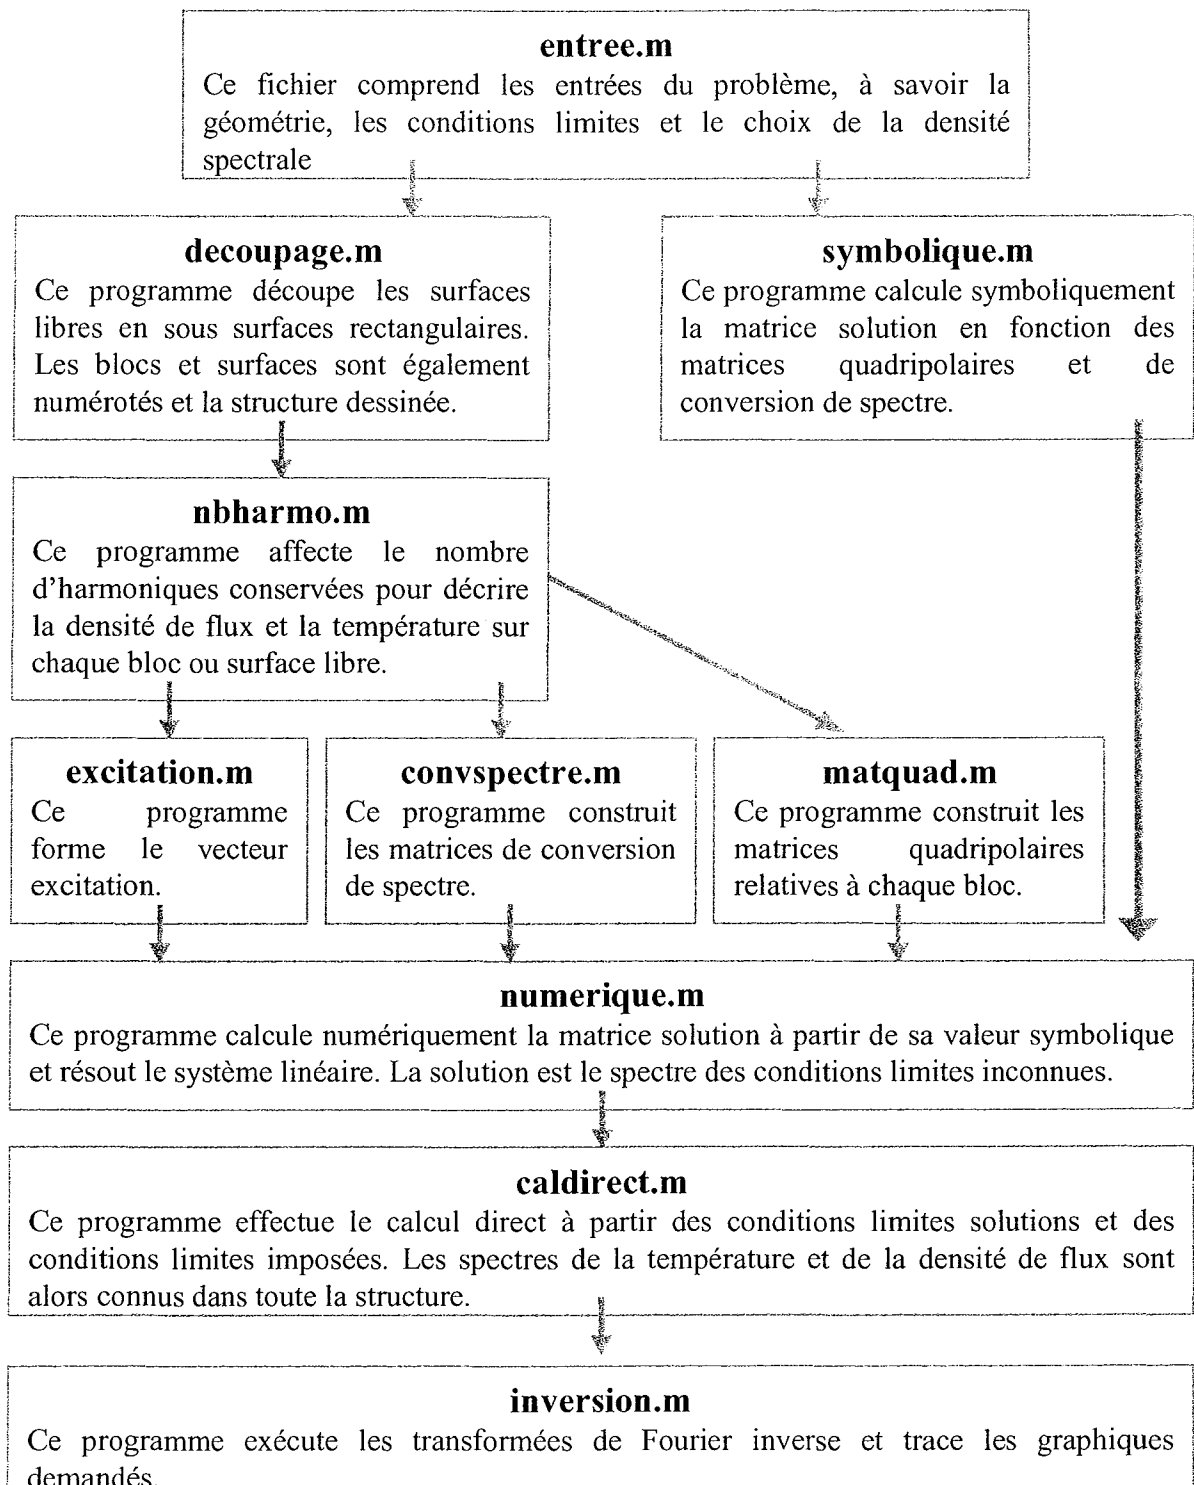 entree.m
Ce fichier comprend les entrées du problème, à savoir la
géométrie, les conditions limites et le choix de la densité
spectrale
decoupage.m
Ce programme découpe les surfaces
libres en sous surfaces rectangulaires.
Les blocs et surfaces sont également
numérotés et la structure dessinée.
symbolique.m
Ce programme calcule symboliquement
la matrice solution en fonction des
matrices quadripolaires et de
conversion de spectre.
nbharmo.m
Ce programme affecte le nombre
d'harmoniques conservées pour décrire
la densité de flux et la température sur
chaque bloc ou surface libre.
excitation.m
Ce programme
forme le vecteur
excitation.
convspectre.m
Ce programme construit
les matrices de conversion
de spectre.
matquad.m
Ce programme construit les
matrices quadripolaires
relatives à chaque bloc.
numerique.m
Ce programme calcule numériquement la matrice solution à partir de sa valeur symbolique
et résout le système linéaire. La solution est le spectre des conditions limites inconnues.
caldirect.m
Ce programme effectue le calcul direct à partir des conditions limites solutions et des
conditions limites imposées. Les spectres de la température et de la densité de flux sont
alors connus dans toute la structure.
inversion.m
Ce programme exécute les transformées de Fourier inverse et trace les graphiques
demandés.